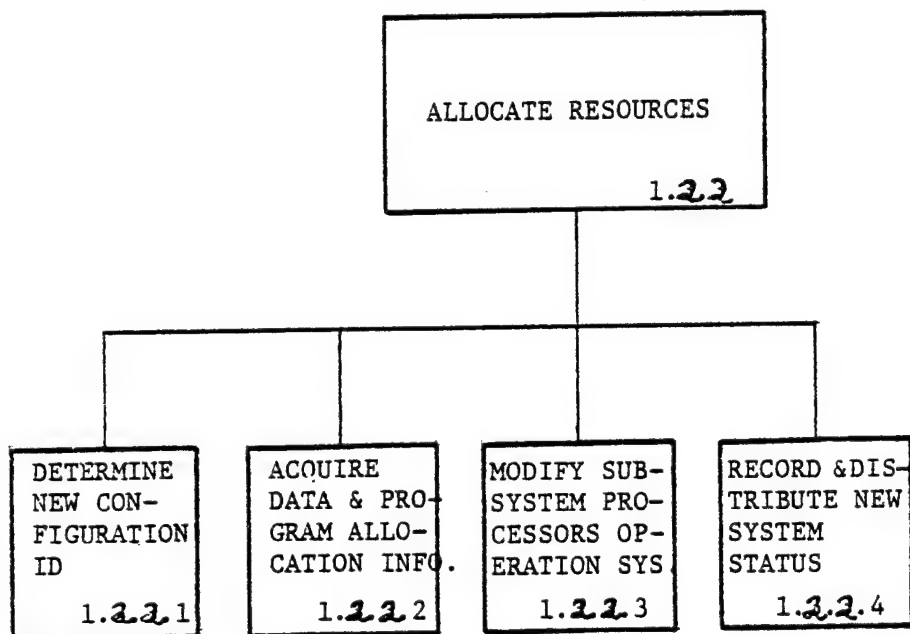 ALLOCATE RESOURCES
1.2.2
DETERMINE
NEW CON-
FIGURATION
ID
1.2.2.1
ACQUIRE
DATA & PRO-
GRAM ALLO-
CATION INFO.
1.2.2.2
MODIFY SUB-
SYSTEM PRO-
CESSORS OP-
ERATION SYS
1.2.2.3
RECORD &DIS-
TRIBUTE NEW
SYSTEM
STATUS
1.2.2.4